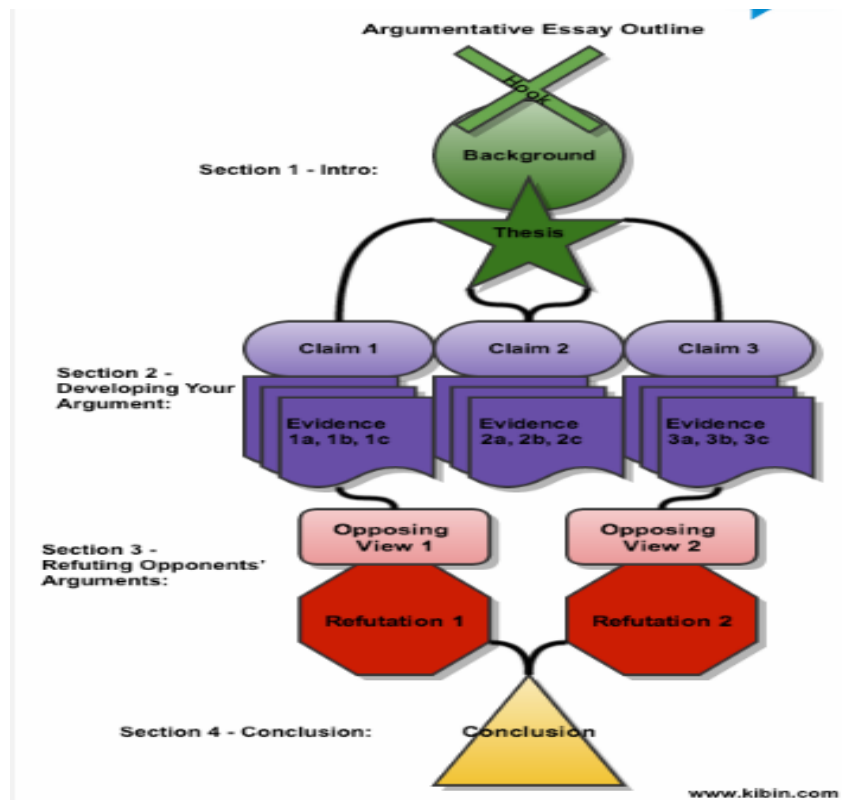 Argumentative Essay Outline
Hook
Background
Section 1 - Intro:
Thesis
Claim 1
Claim 2
Claim 3
Section 2 -
Developing Your
Argument:
Evidence
1a, 1b, 1c
Evidence
2a, 2b, 2c
Evidence
3a, 3b, 3c
Opposing
View 1
Opposing
View 2
Section 3 -
Refuting Opponents'
Arguments:
Refutation 1
Refutation 2
Section 4 - Conclusion:
Conclusion
www.kibin.com